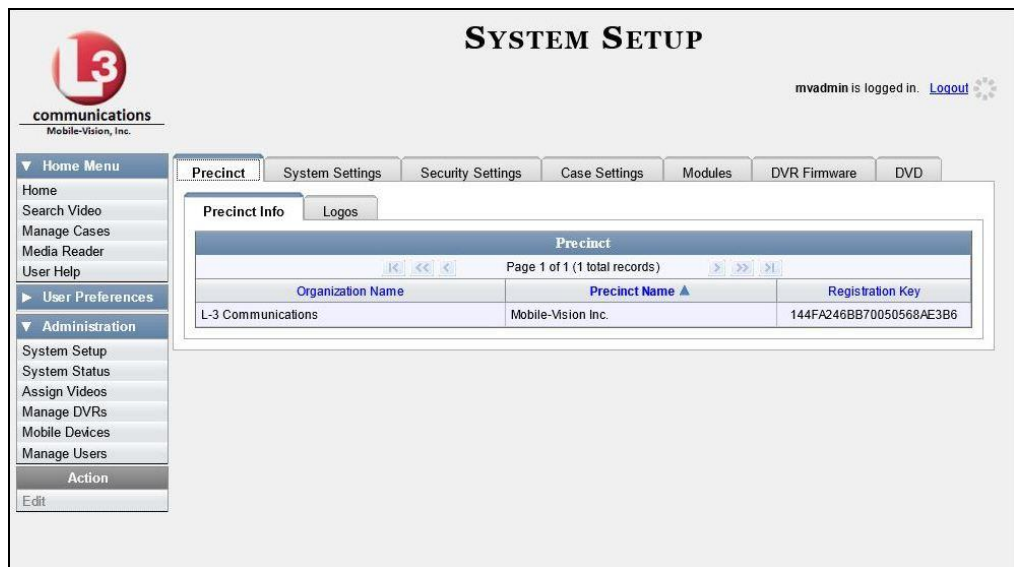 SYSTEM SETUP
L3
communications
Mobile-Vision, Inc.
mvadmin is logged in. Logout
Home Menu
Home
Search Video
Manage Cases
Media Reader
User Help
User Preferences
Administration
System Setup
System Status
Assign Videos
Manage DVRs
Mobile Devices
Manage Users
Action
Edit
Precinct System Settings Security Settings Case Settings Modules DVR Firmware DVD
Precinct Info Logos
Precinct
Page 1 of 1 (1 total records)
Organization Name Precinct Name Registration Key
L-3 Communications Mobile-Vision Inc. 144FA246BB70050568AE3B6